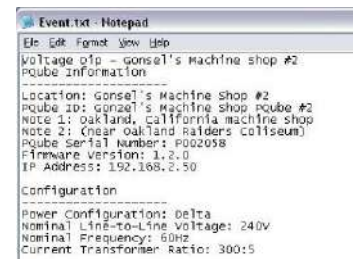 Event.txt - Notepad
File Edit Format View Help
Voltage Dip - Gonsel's Machine Shop #2
PQube Information
--------------------
Location: Gonsel's Machine Shop #2
PQube ID: Gonzel's Machine Shop PQube #2
Note 1: Oakland, California machine shop
Note 2: (near Oakland Raiders Coliseum)
PQube Serial Number: P002058
Firmware Version: 1.2.0
IP Address: 192.168.2.50
Configuration
--------------------
Power Configuration: Delta
Nominal Line-to-Line Voltage: 240V
Nominal Frequency: 60Hz
Current Transformer Ratio: 300:5